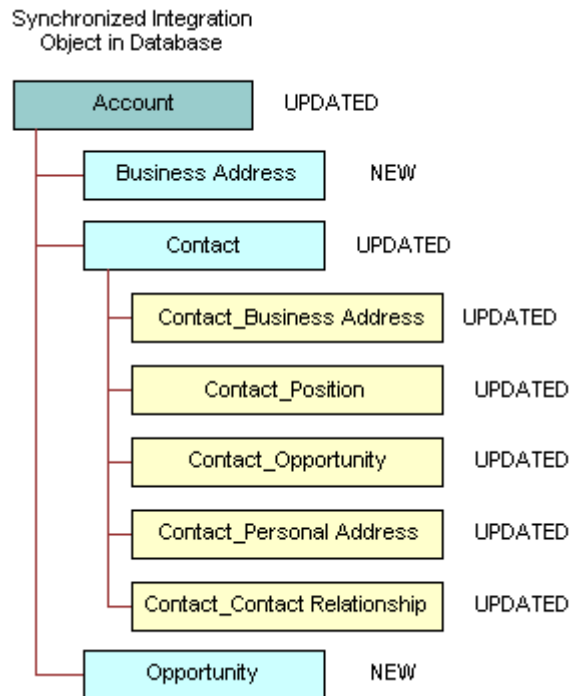 Synchronized Integration
Object in Database
Account UPDATED
Business Address NEW
Contact UPDATED
Contact_Business Address UPDATED
Contact_Position UPDATED
Contact_Opportunity UPDATED
Contact_Personal Address UPDATED
Contact_Contact Relationship UPDATED
Opportunity NEW